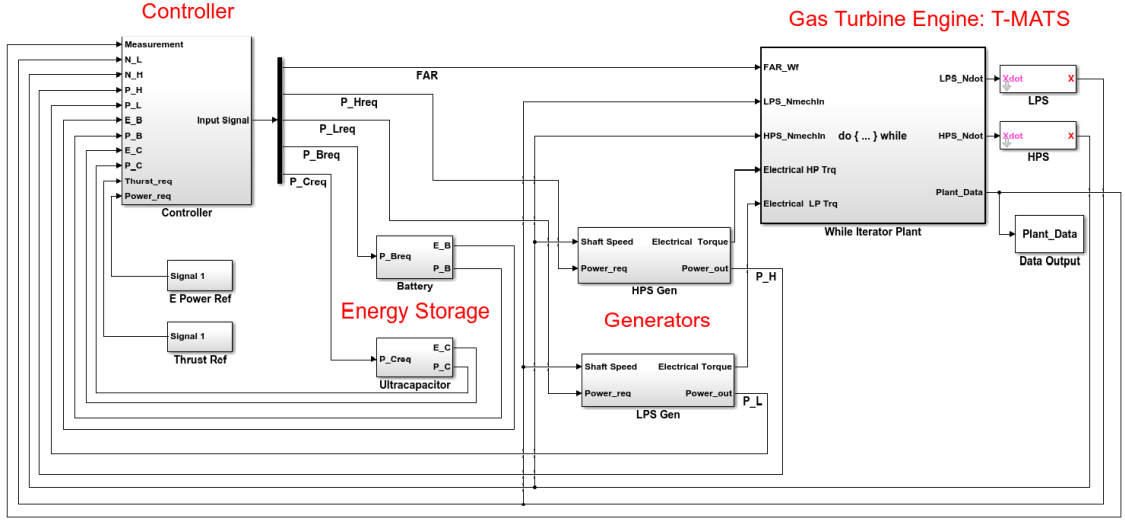 Controller
Gas Turbine Engine: T-MATS
Measurement
N_L
N_H
P_H
P_L
E_B
P_B
E_C
P_C
Thurst_req
Power_req
Input Signal
Controller
FAR
P_Hreq
P_Lreq
P_Breq
P_Creq
FAR_Wf
LPS_NmechIn
HPS_NmechIn
Electrical HP Trq
Electrical LP Trq
do { ... } while
LPS_Ndot
HPS_Ndot
Plant_Data
While Iterator Plant
Xdot
X
LPS
Xdot
X
HPS
Plant_Data
Data Output
Signal 1
E Power Ref
Signal 1
Thrust Ref
P_Breq
E_B
P_B
Battery
Energy Storage
P_Creq
E_C
P_C
Ultracapacitor
Shaft Speed
Electrical Torque
Power_req
Power_out
HPS Gen
P_H
Generators
Shaft Speed
Electrical Torque
Power_req
Power_out
LPS Gen
P_L